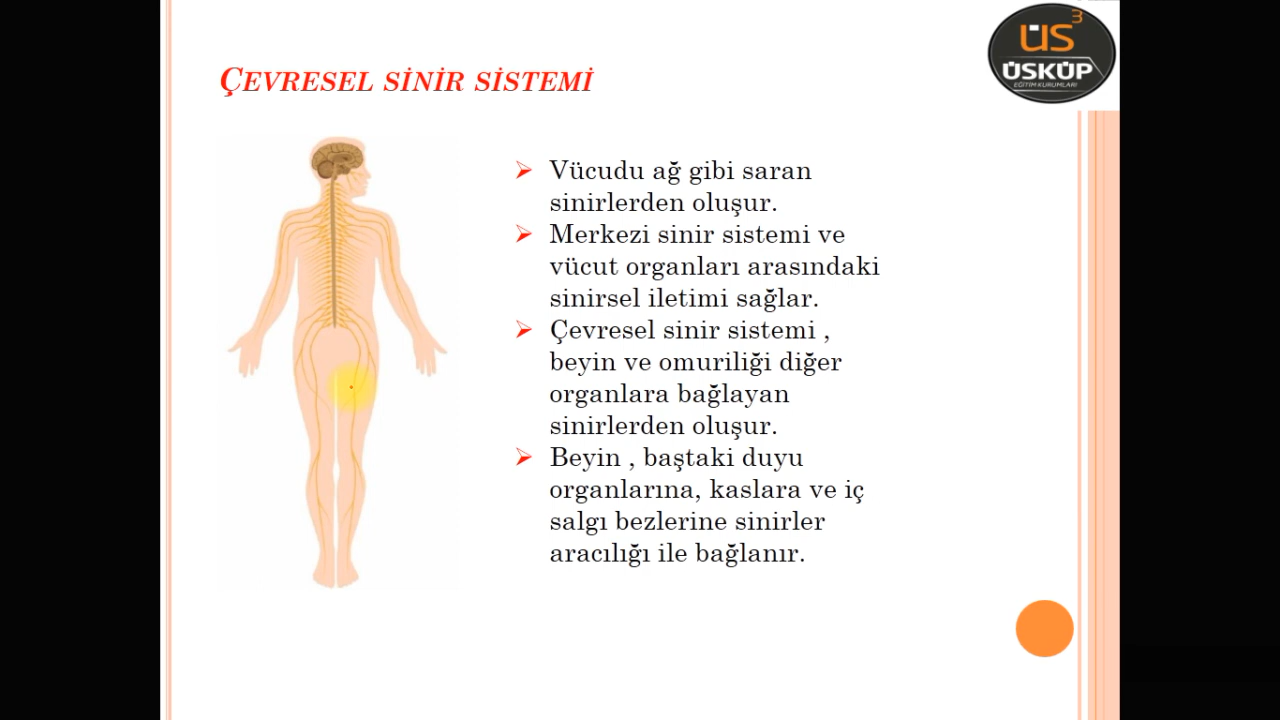 ÜS3
ÜSKÜP
EĞİTİM KURUMLARI
ÇEVRESEL SİNİR SİSTEMİ
Vücudu ağ gibi saran
sinirlerden oluşur.
Merkezi sinir sistemi ve
vücut organları arasındaki
sinirsel iletimi sağlar.
Çevresel sinir sistemi ,
beyin ve omuriliği diğer
organlara bağlayan
sinirlerden oluşur.
Beyin , baştaki duyu
organlarına, kaslara ve iç
salgı bezlerine sinirler
aracılığı ile bağlanır.